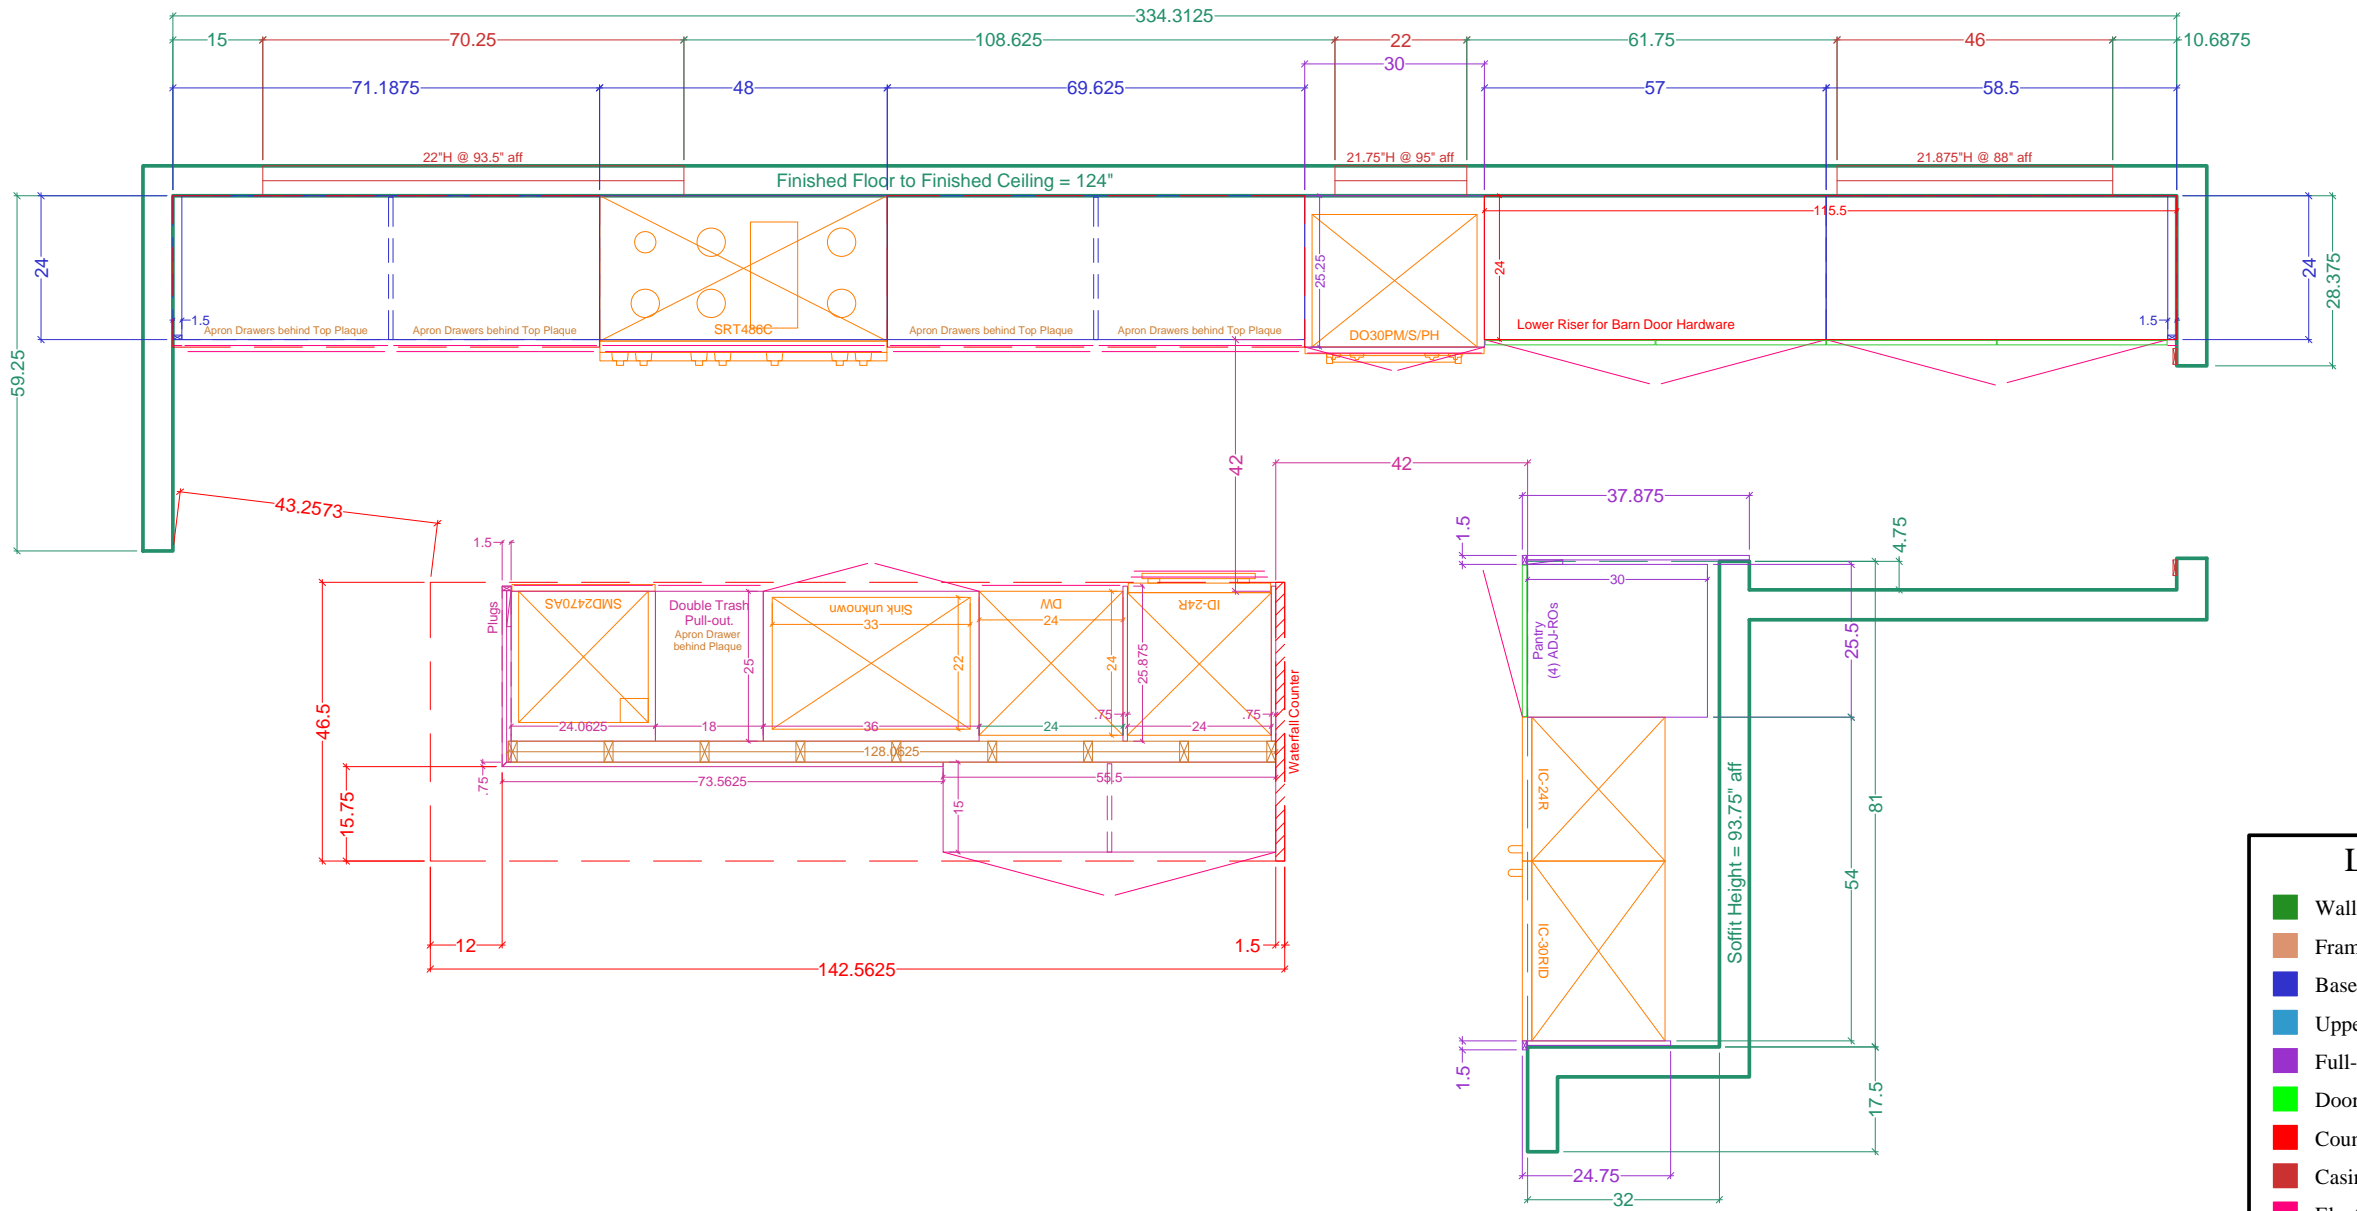 334.3125
15
70.25
108.625
22
61.75
46
10.6875
30
71.1875
48
69.625
57
58.5
22"H @ 93.5" aff
21.75"H @ 95" aff
21.875"H @ 88" aff
Finished Floor to Finished Ceiling = 124"
115.5
24
59.25
25.25
24
24
28.375
1.5
Apron Drawers behind Top Plaque
Apron Drawers behind Top Plaque
SRT486C
Apron Drawers behind Top Plaque
Apron Drawers behind Top Plaque
DO30PM/S/PH
Lower Riser for Barn Door Hardware
1.5
42
42
43.2573
37.875
1.5
4.75
1.5
Plugs
SMD2470AS
Double Trash
Pull-out.
Apron Drawer
behind Plaque
Sink unknown
33
22
DW
24
24
ID-24R
25.875
25
24.0625
18
36
24
.75
24
.75
128.0625
Waterfall Counter
46.5
15.75
.75
73.5625
55.5
15
12
1.5
142.5625
30
Pantry
(4) ADJ-ROs
25.5
IC-24R
IC-30RID
Soffit Height = 93.75" aff
81
54
1.5
17.5
24.75
32
L
Wall
Fram
Base
Uppe
Full-
Door
Coun
Casin